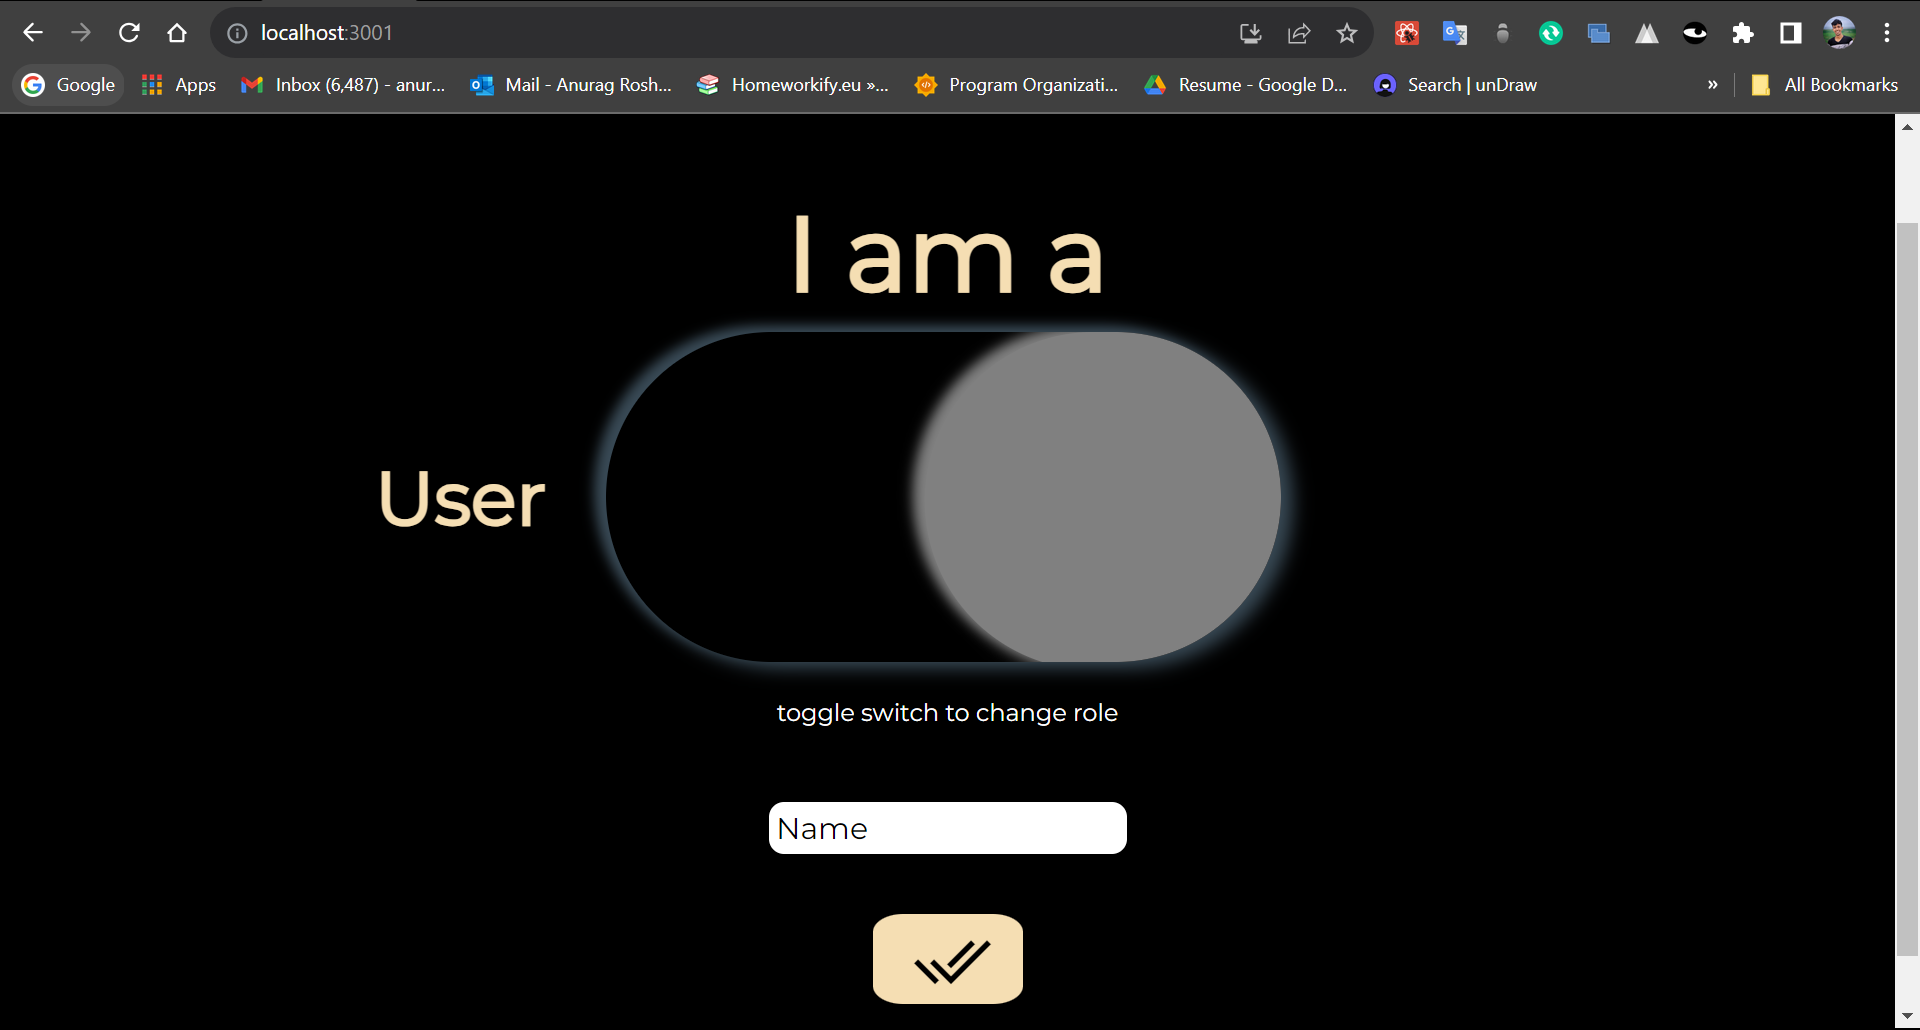 localhost:3001
Google Apps Inbox (6,487) - anur... Mail - Anurag Rosh... Homeworkify.eu »... Program Organizati... Resume - Google D... Search | unDraw » All Bookmarks
I am a
User
toggle switch to change role
Name